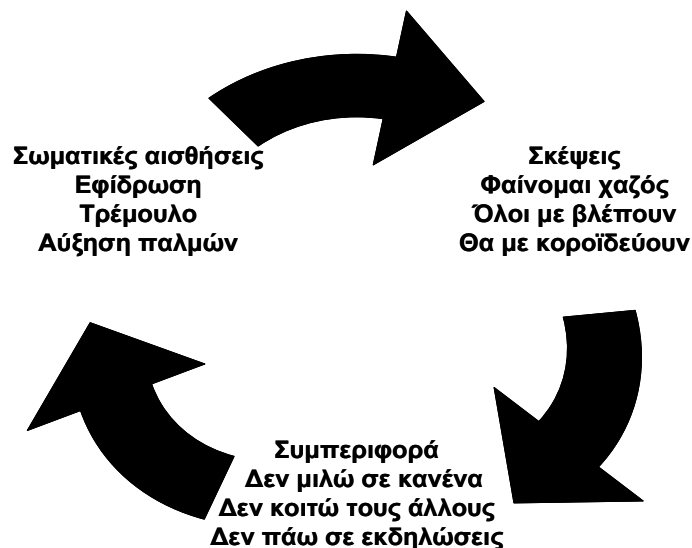 Σωματικές αισθήσεις
Εφίδρωση
Τρέμουλο
Αύξηση παλμών
Σκέψεις
Φαίνομαι χαζός
Όλοι με βλέπουν
Θα με κοροϊδεύουν
Συμπεριφορά
Δεν μιλώ σε κανένα
Δεν κοιτώ τους άλλους
Δεν πάω σε εκδηλώσεις